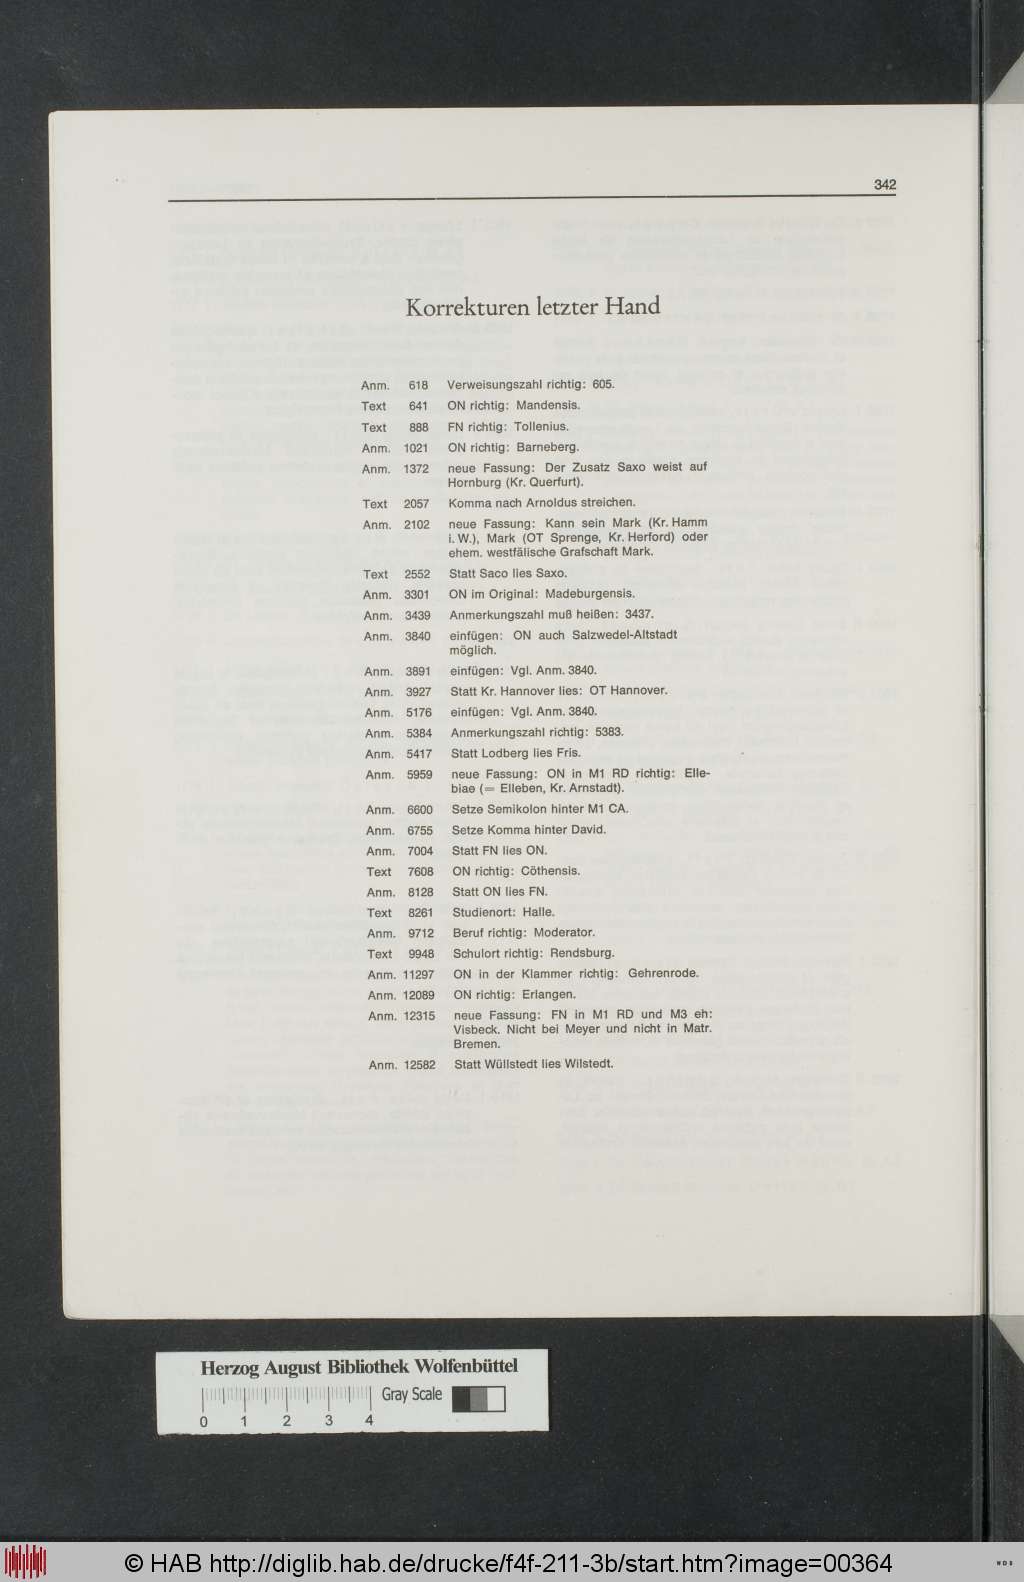 342
Korrekturen letzter Hand
Anm. 618 Verweisungszahl richtig: 605.
Text 641 ON richtig: Mandensis.
Text 888 FN richtig: Tollenius.
Anm. 1021 ON richtig: Barneberg.
Anm. 1372 neue Fassung: Der Zusatz Saxo weist auf
Hornburg (Kr. Querfurt).
Text 2057 Komma nach Arnoldus streichen.
Anm. 2102 neue Fassung: Kann sein Mark (Kr. Hamm
i. W.), Mark (OT Sprenge, Kr. Herford) oder
ehem. westfälische Grafschaft Mark.
Text 2552 Statt Saco lies Saxo.
Anm. 3301 ON im Original: Madeburgensis.
Anm. 3439 Anmerkungszahl muß heißen: 3437.
Anm. 3840 einfügen: ON auch Salzwedel-Altstadt
möglich.
Anm. 3891 einfügen: Vgl. Anm. 3840.
Anm. 3927 Statt Kr. Hannover lies: OT Hannover.
Anm. 5176 einfügen: Vgl. Anm. 3840.
Anm. 5384 Anmerkungszahl richtig: 5383.
Anm. 5417 Statt Lodberg lies Fris.
Anm. 5959 neue Fassung: ON in M1 RD richtig: Elle-
biae (= Elleben, Kr. Arnstadt).
Anm. 6600 Setze Semikolon hinter M1 CA.
Anm. 6755 Setze Komma hinter David.
Anm. 7004 Statt FN lies ON.
Text 7608 ON richtig: Cöthensis.
Anm. 8128 Statt ON lies FN.
Text 8261 Studienort: Halle.
Anm. 9712 Beruf richtig: Moderator.
Text 9948 Schulort richtig: Rendsburg.
Anm. 11297 ON in der Klammer richtig: Gehrenrode.
Anm. 12089 ON richtig: Erlangen.
Anm. 12315 neue Fassung: FN in M1 RD und M3 eh:
Visbeck. Nicht bei Meyer und nicht in Matr.
Bremen.
Anm. 12582 Statt Wüllstedt lies Wilstedt.
Herzog August Bibliothek Wolfenbüttel
Gray Scale
0 1 2 3 4
© HAB http://diglib.hab.de/drucke/f4f-211-3b/start.htm?image=00364